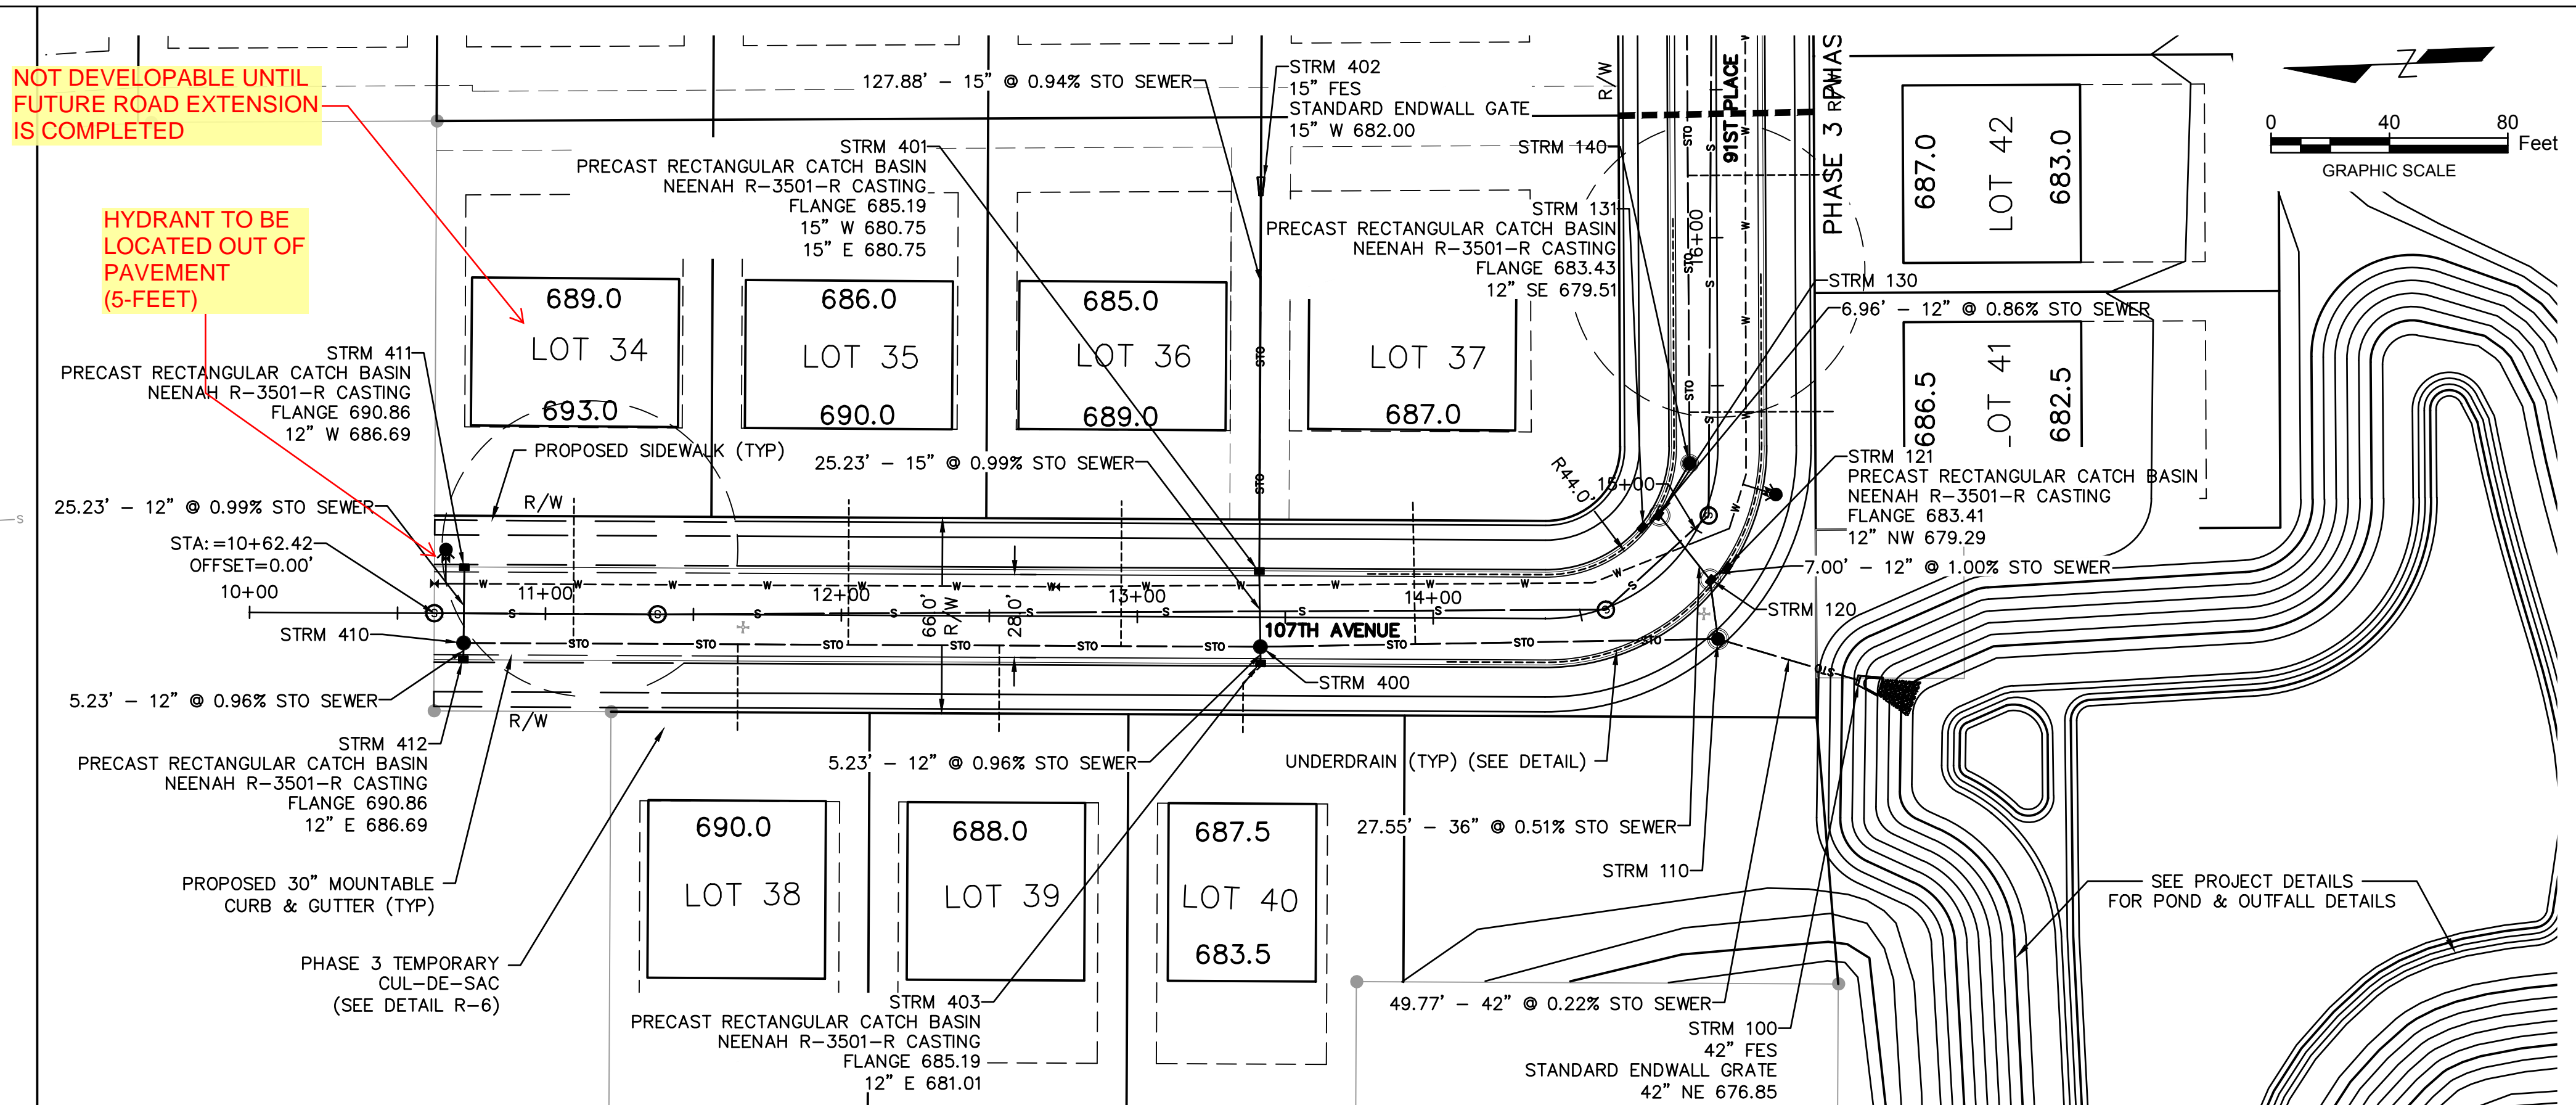 NOT DEVELOPABLE UNTIL
FUTURE ROAD EXTENSION
IS COMPLETED
HYDRANT TO BE
LOCATED OUT OF
PAVEMENT
(5-FEET)
127.88' – 15" @ 0.94% STO SEWER
STRM 402
15" FES
STANDARD ENDWALL GATE
15" W 682.00
STRM 401
PRECAST RECTANGULAR CATCH BASIN
NEENAH R–3501–R CASTING
FLANGE 685.19
15" W 680.75
15" E 680.75
STRM 140
STRM 131
PRECAST RECTANGULAR CATCH BASIN
NEENAH R–3501–R CASTING
FLANGE 683.43
12" SE 679.51
R/W
91ST PLACE
PHASE 3
PHAS
R/W
16+00
687.0
LOT 42
683.0
Z
0 40 80
Feet
GRAPHIC SCALE
STRM 130
6.96' – 12" @ 0.86% STO SEWER
686.5
LOT 41
682.5
689.0
LOT 34
693.0
686.0
LOT 35
690.0
685.0
LOT 36
689.0
LOT 37
687.0
STRM 411
PRECAST RECTANGULAR CATCH BASIN
NEENAH R–3501–R CASTING
FLANGE 690.86
12" W 686.69
PROPOSED SIDEWALK (TYP)
25.23' – 15" @ 0.99% STO SEWER
R44.0'
15+00
STRM 121
PRECAST RECTANGULAR CATCH BASIN
NEENAH R–3501–R CASTING
FLANGE 683.41
12" NW 679.29
7.00' – 12" @ 1.00% STO SEWER
STRM 120
25.23' – 12" @ 0.99% STO SEWER
R/W
STA: =10+62.42
OFFSET=0.00'
10+00
11+00
12+00
13+00
14+00
66.0'
R/W
28.0'
107TH AVENUE
STRM 410
STRM 400
5.23' – 12" @ 0.96% STO SEWER
R/W
STRM 412
PRECAST RECTANGULAR CATCH BASIN
NEENAH R–3501–R CASTING
FLANGE 690.86
12" E 686.69
5.23' – 12" @ 0.96% STO SEWER
UNDERDRAIN (TYP) (SEE DETAIL)
27.55' – 36" @ 0.51% STO SEWER
STRM 110
690.0
LOT 38
688.0
LOT 39
687.5
LOT 40
683.5
PROPOSED 30" MOUNTABLE
CURB & GUTTER (TYP)
SEE PROJECT DETAILS
FOR POND & OUTFALL DETAILS
PHASE 3 TEMPORARY
CUL–DE–SAC
(SEE DETAIL R–6)
STRM 403
PRECAST RECTANGULAR CATCH BASIN
NEENAH R–3501–R CASTING
FLANGE 685.19
12" E 681.01
49.77' – 42" @ 0.22% STO SEWER
STRM 100
42" FES
STANDARD ENDWALL GRATE
42" NE 676.85